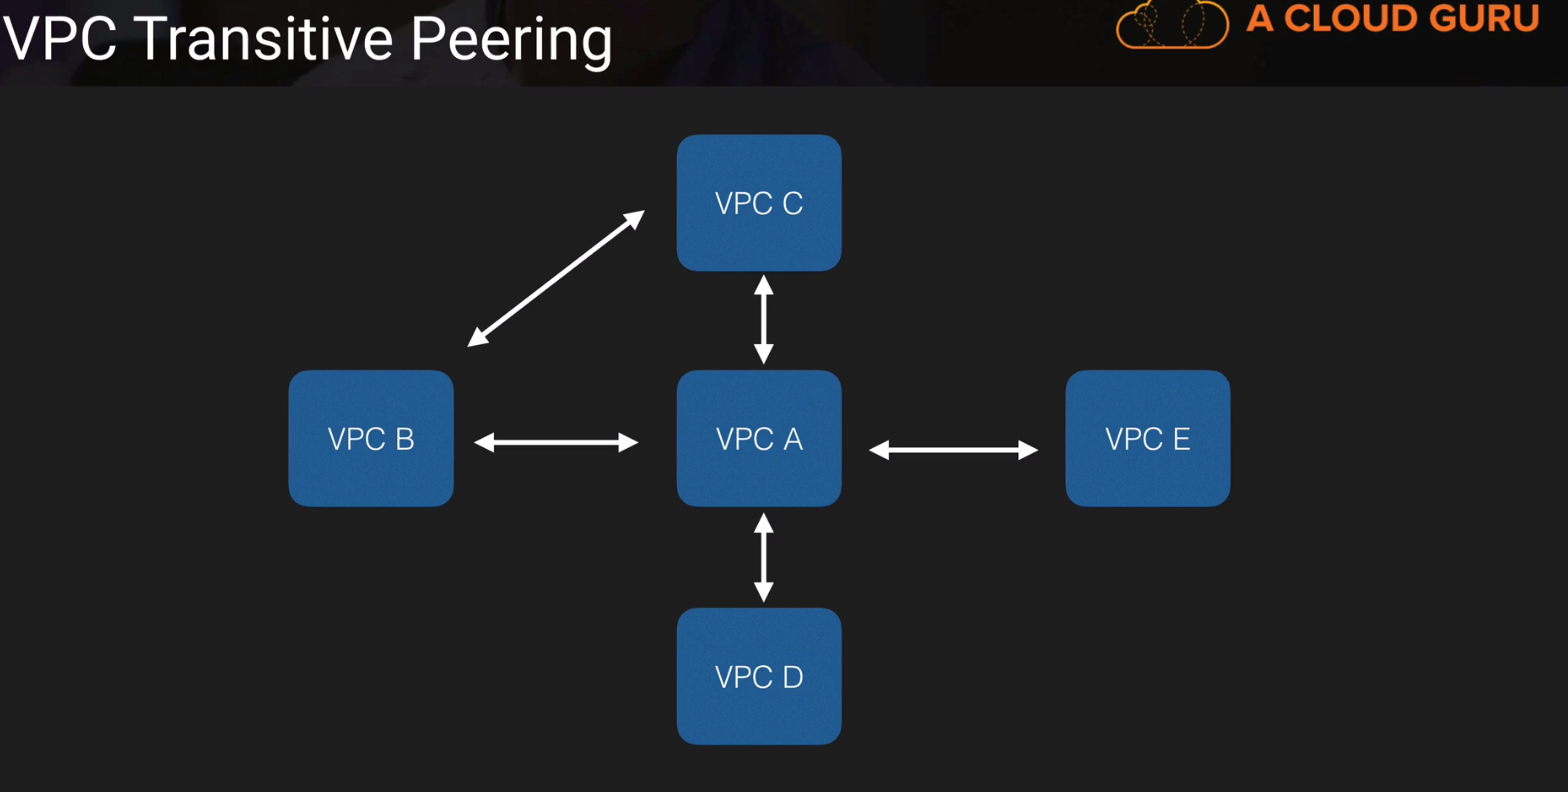 VPC Transitive Peering
A CLOUD GURU
VPC C
VPC B
VPC A
VPC E
VPC D